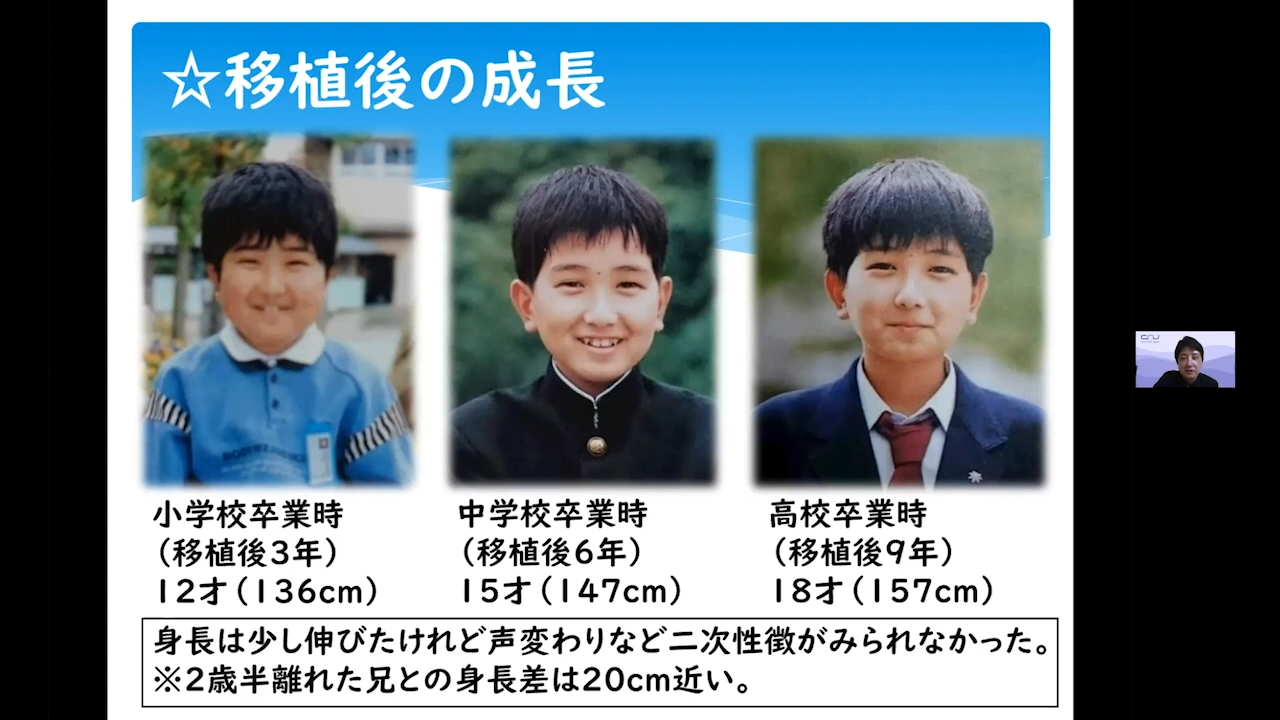 ☆移植後の成長
小学校卒業時
（移植後3年）
12才（136cm）
中学校卒業時
（移植後6年）
15才（147cm）
高校卒業時
（移植後9年）
18才（157cm）
身長は少し伸びたけれど声変わりなど二次性徴がみられなかった。
※2歳半離れた兄との身長差は20cm近い。